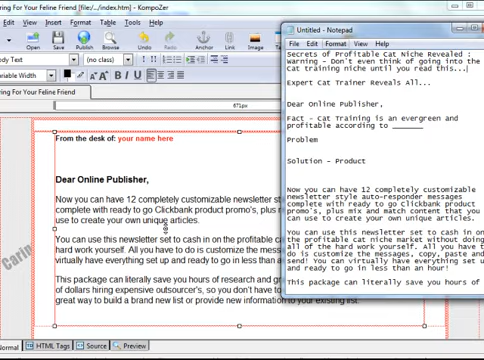 ring For Your Feline Friend [file:/.../index.htm] - KompoZer
Edit View Insert Format Table Tools Help
Open Save Publish Browse Undo Redo Anchor Link Image Table
Body Text (no class)
Variable Width
ing For Your Feline Friend
671px
From the desk of: your name here
Dear Online Publisher,
Now you can have 12 completely customizable newsletter st
complete with ready to go Clickbank product promo's, plus m
use to create your own unique articles.
You can use this newsletter set to cash in on the profitable ca
hard work yourself. All you have to do is customize the messa
virtually have everything set up and ready to go in less than a
This package can literally save you hours of research and gr
of dollars hiring expensive outsourcer's, so you don't have to
great way to build a brand new list or provide new information to your existing list.
Carin
Normal HTML Tags Source Preview
Untitled - Notepad
File Edit Format View Help
Secrets of Profitable Cat Niche Revealed :
Warning - Don't even think of going into the
Cat training niche until you read this...
Expert Cat Trainer Reveals All...
Dear Online Publisher,
Fact - Cat Training is an evergreen and
profitable according to _______
Problem
Solution - Product
Now you can have 12 completely customizable
newsletter style auto-responder messages
complete with ready to go clickbank product
promo's, plus mix and match content that you
can use to create your own unique articles.
You can use this newsletter set to cash in on
the profitable cat niche market without doing
all of the hard work yourself. All you have t
do is customize the messages, copy, paste and
send! You can virtually have everything set u
and ready to go in less than an hour!
This package can literally save you hours of